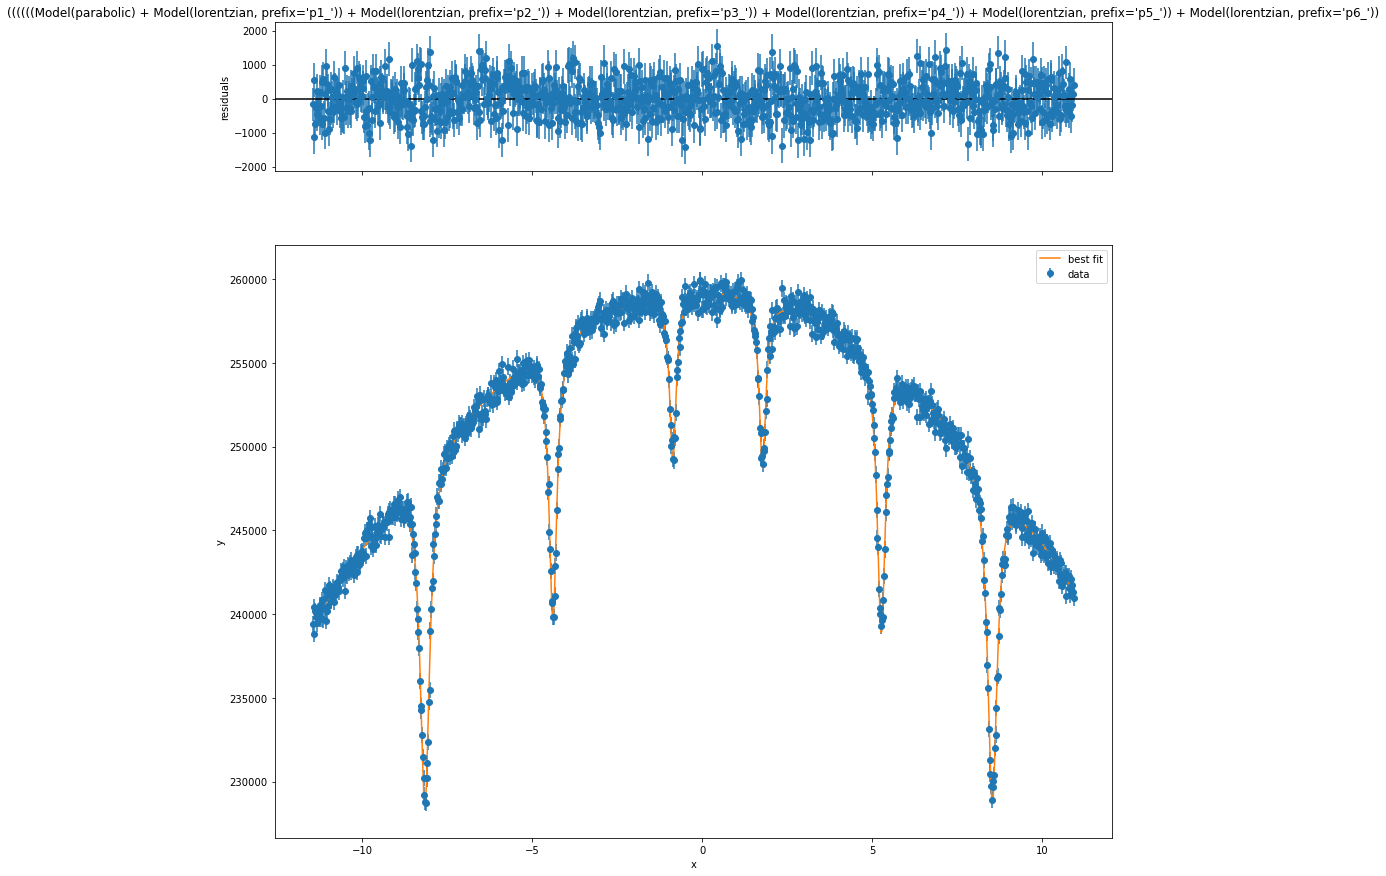 ((((((Model(parabolic) + Model(lorentzian, prefix='p1_')) + Model(lorentzian, prefix='p2_')) + Model(lorentzian, prefix='p3_')) + Model(lorentzian, prefix='p4_')) + Model(lorentzian, prefix='p5_')) + Model(lorentzian, prefix='p6_'))
2000
1000
0
−1000
−2000
residuals
best fit
data
260000
255000
250000
245000
240000
235000
230000
y
−10
−5
0
5
10
x